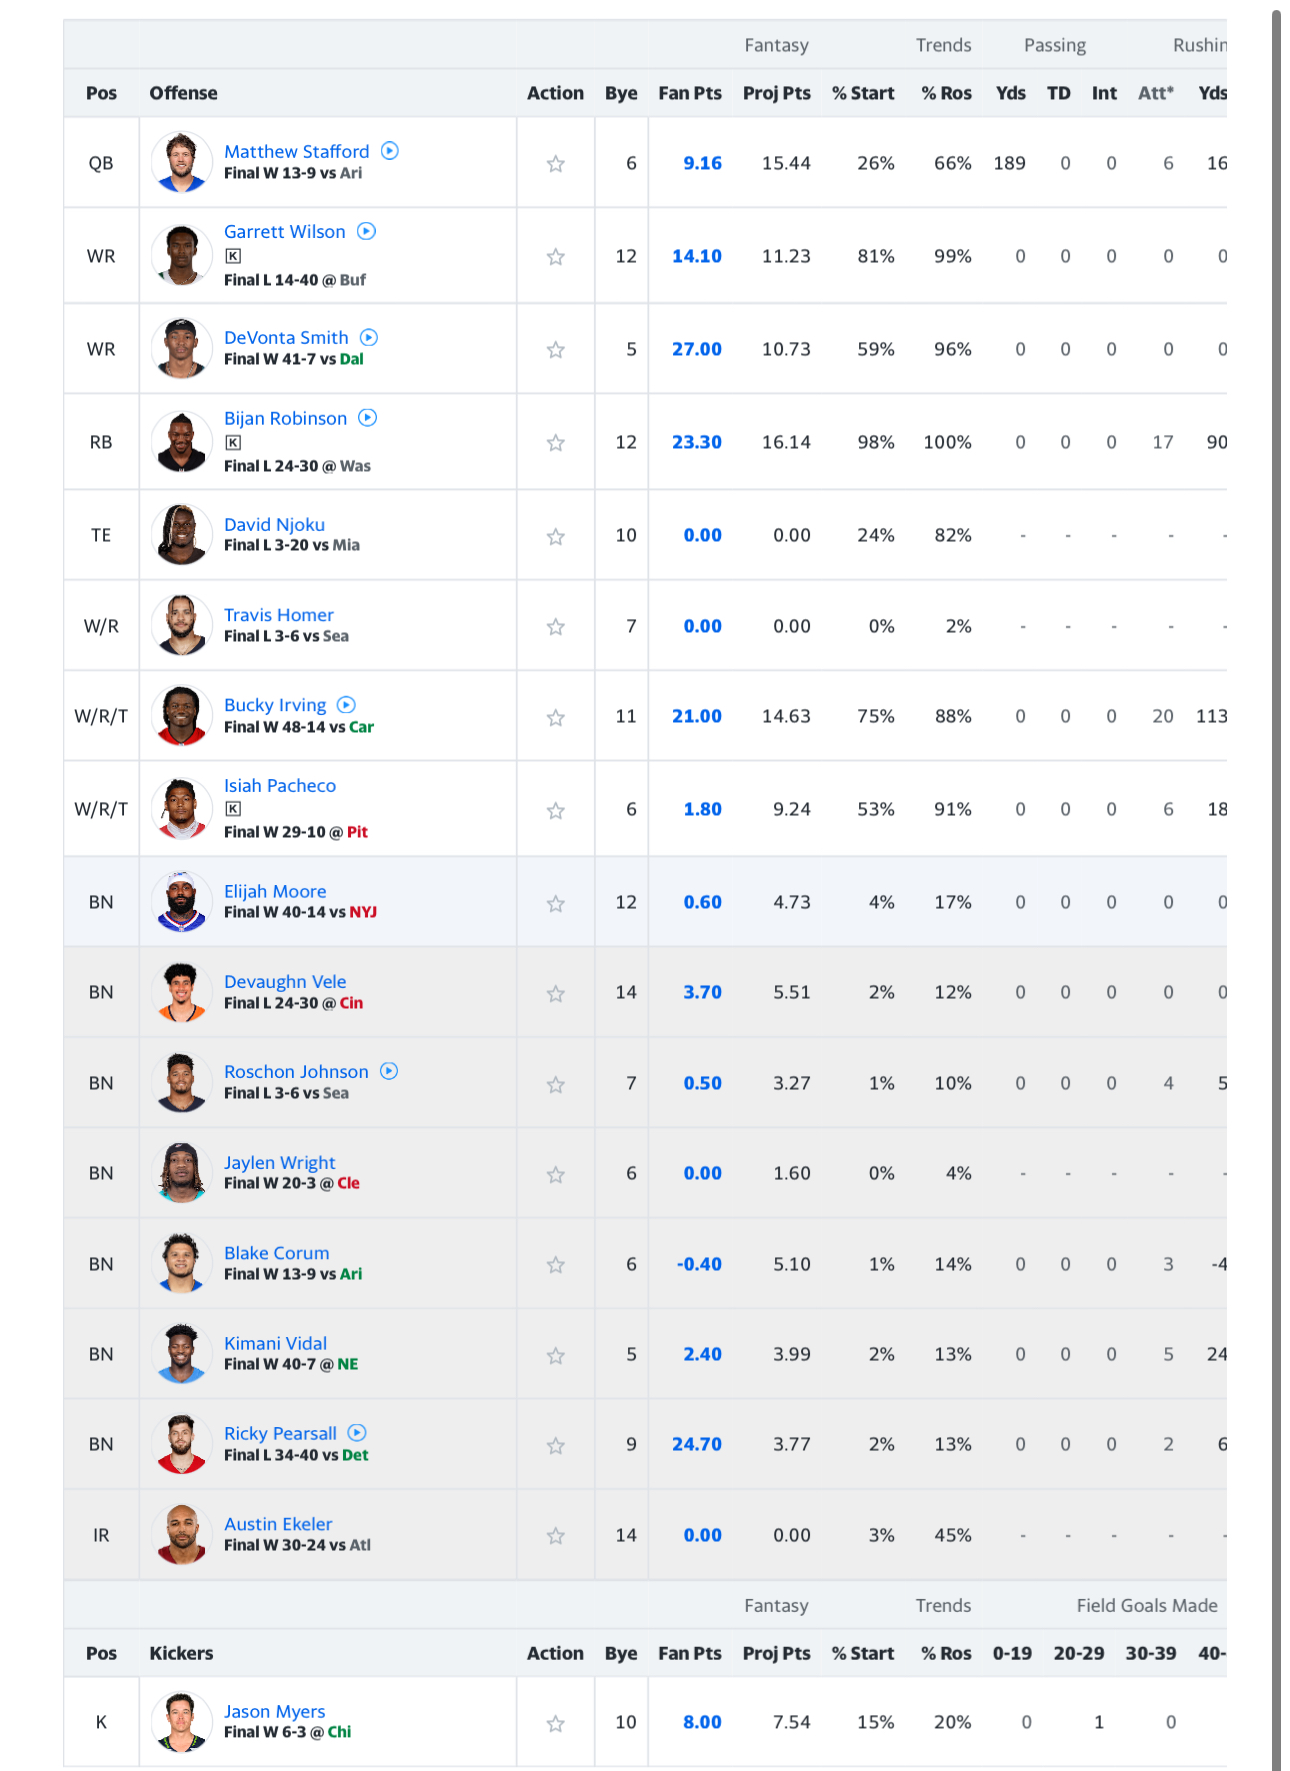 Fantasy Trends Passing Rushin
Pos Offense Action Bye Fan Pts Proj Pts % Start % Ros Yds TD Int Att* Yds
QB Matthew Stafford 6 9.16 15.44 26% 66% 189 0 0 6 16
Final W 13-9 vs Ari
WR Garrett Wilson 12 14.10 11.23 81% 99% 0 0 0 0 0
K
Final L 14-40 @ Buf
WR DeVonta Smith 5 27.00 10.73 59% 96% 0 0 0 0 0
Final W 41-7 vs Dal
RB Bijan Robinson 12 23.30 16.14 98% 100% 0 0 0 17 90
K
Final L 24-30 @ Was
TE David Njoku 10 0.00 0.00 24% 82% - - - - -
Final L 3-20 vs Mia
W/R Travis Homer 7 0.00 0.00 0% 2% - - - - -
Final L 3-6 vs Sea
W/R/T Bucky Irving 11 21.00 14.63 75% 88% 0 0 0 20 113
Final W 48-14 vs Car
W/R/T Isiah Pacheco 6 1.80 9.24 53% 91% 0 0 0 6 18
K
Final W 29-10 @ Pit
BN Elijah Moore 12 0.60 4.73 4% 17% 0 0 0 0 0
Final W 40-14 vs NYJ
BN Devaughn Vele 14 3.70 5.51 2% 12% 0 0 0 0 0
Final L 24-30 @ Cin
BN Roschon Johnson 7 0.50 3.27 1% 10% 0 0 0 4 5
Final L 3-6 vs Sea
BN Jaylen Wright 6 0.00 1.60 0% 4% - - - - -
Final W 20-3 @ Cle
BN Blake Corum 6 -0.40 5.10 1% 14% 0 0 0 3 -4
Final W 13-9 vs Ari
BN Kimani Vidal 5 2.40 3.99 2% 13% 0 0 0 5 24
Final W 40-7 @ NE
BN Ricky Pearsall 9 24.70 3.77 2% 13% 0 0 0 2 6
Final L 34-40 vs Det
IR Austin Ekeler 14 0.00 0.00 3% 45% - - - - -
Final W 30-24 vs Atl
Fantasy Trends Field Goals Made
Pos Kickers Action Bye Fan Pts Proj Pts % Start % Ros 0-19 20-29 30-39 40-
K Jason Myers 10 8.00 7.54 15% 20% 0 1 0
Final W 6-3 @ Chi